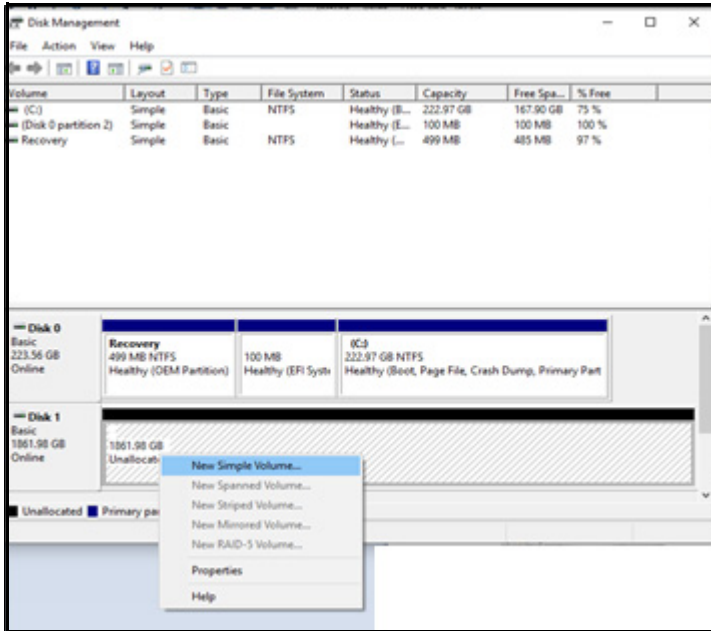 Disk Management
File Action View Help
Volume Layout Type File System Status Capacity Free Spa... % Free
(C:) Simple Basic NTFS Healthy (B... 222.97 GB 167.90 GB 75 %
(Disk 0 partition 2) Simple Basic Healthy (E... 100 MB 100 MB 100 %
Recovery Simple Basic NTFS Healthy (... 499 MB 485 MB 97 %
Disk 0
Basic
223.56 GB
Online
Recovery
499 MB NTFS
Healthy (OEM Partition)
100 MB
Healthy (EFI Syste
(C:)
222.97 GB NTFS
Healthy (Boot, Page File, Crash Dump, Primary Part
Disk 1
Basic
1861.98 GB
Online
1861.98 GB
Unallocat
New Simple Volume...
New Spanned Volume...
New Striped Volume...
New Mirrored Volume...
New RAID-5 Volume...
Properties
Help
Unallocated Primary pa